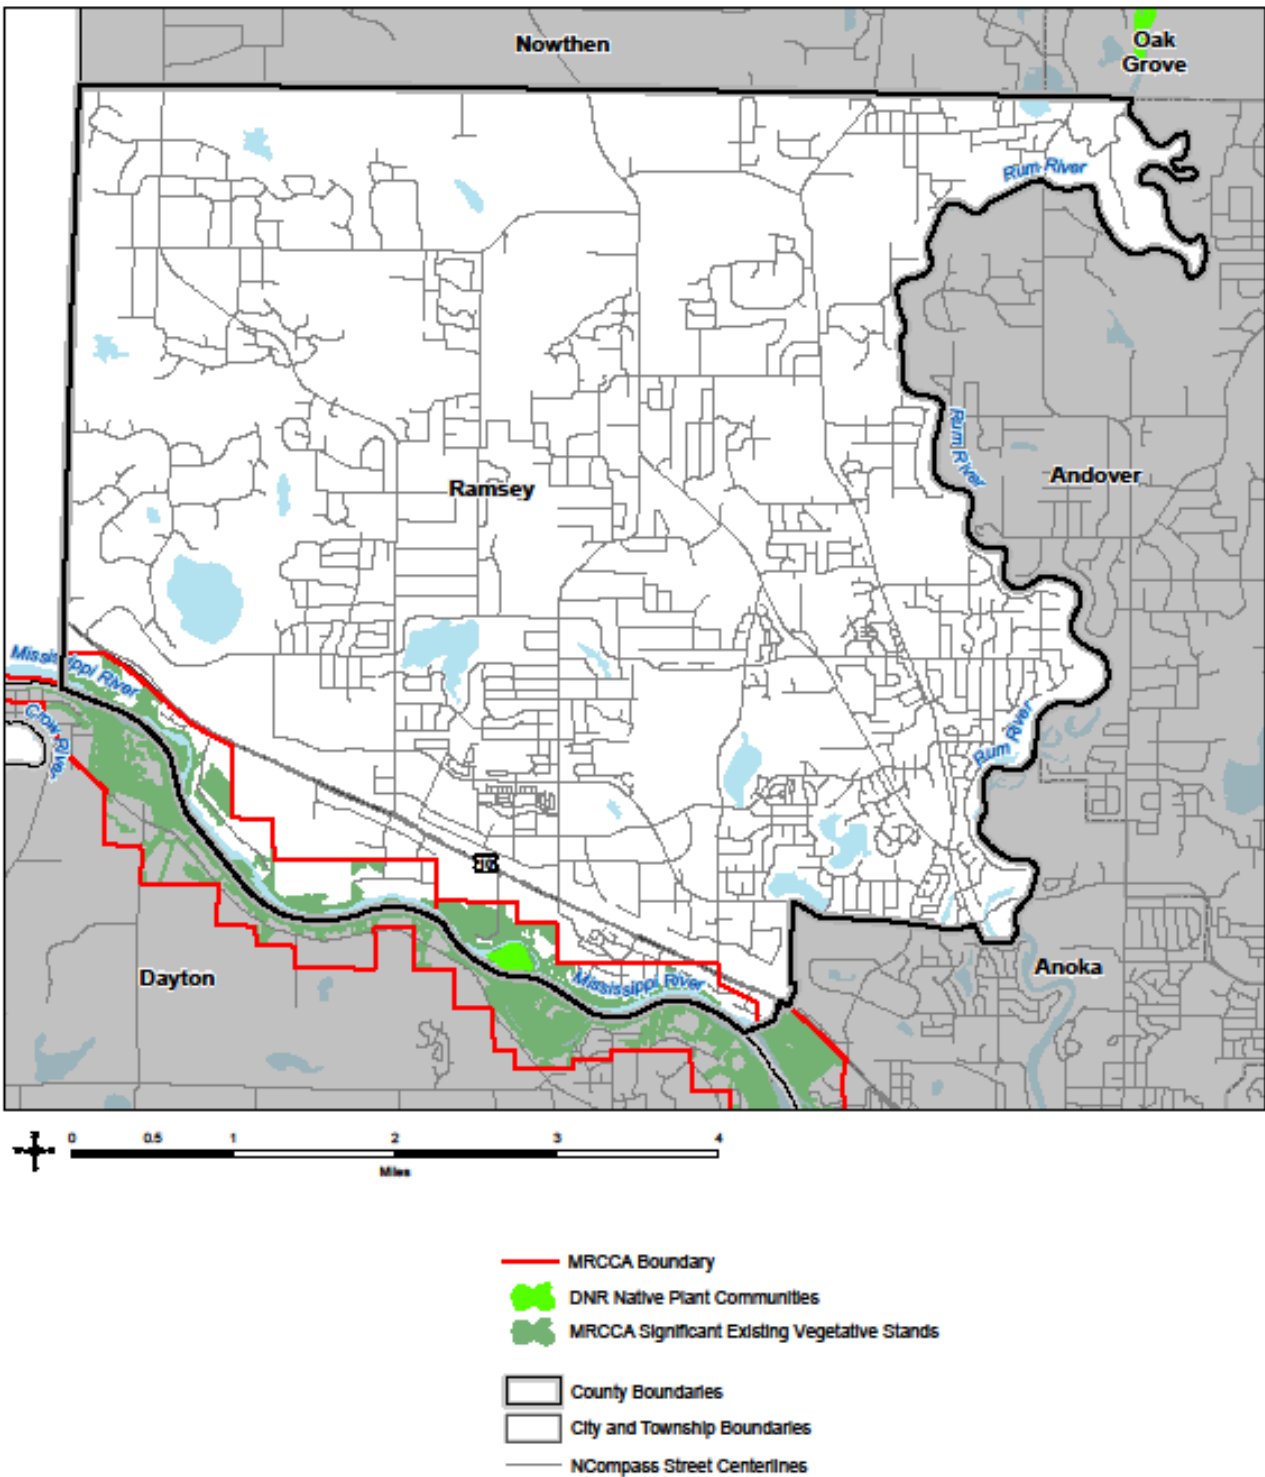 Nowthen
Oak
Grove
Rum River
Rum River
Andover
Ramsey
Mississippi River
Crow River
Rum River
10
Dayton
Mississippi River
Anoka
0 0.5 1 2 3 4
Miles
MRCCA Boundary
DNR Native Plant Communities
MRCCA Significant Existing Vegetative Stands
County Boundaries
City and Township Boundaries
NCompass Street Centerlines